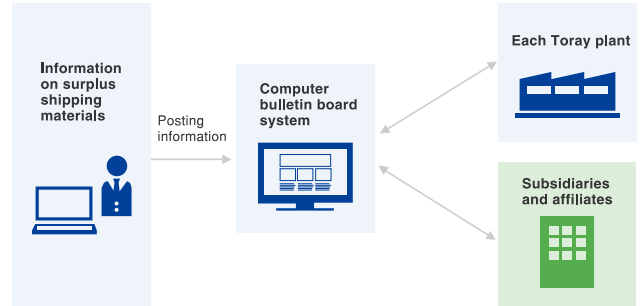 Information
on surplus
shipping
materials
Posting
information
Computer
bulletin board
system
Each Toray plant
Subsidiaries
and affiliates